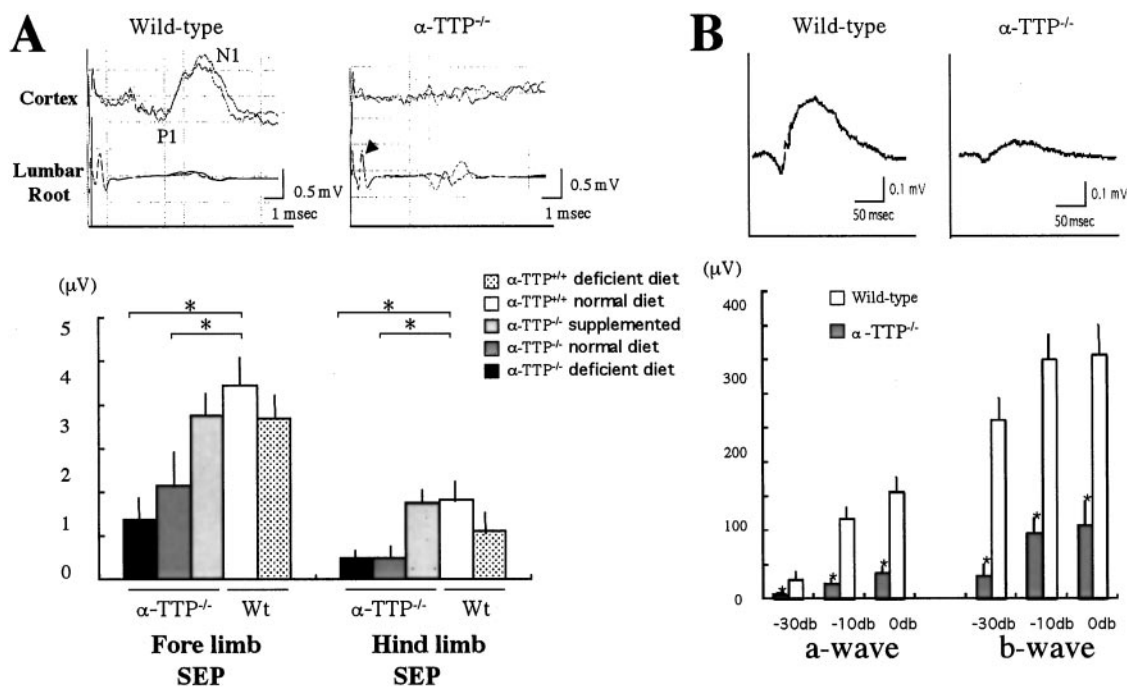 A
Wild-type
α-TTP-/-
Cortex
N1
P1
Lumbar
Root
0.5 mV
1 msec
0.5 mV
1 msec
(μV)
5
4
3
2
1
0
*
*
*
*
α-TTP+/+ deficient diet
α-TTP+/+ normal diet
α-TTP-/- supplemented
α-TTP-/- normal diet
α-TTP-/- deficient diet
α-TTP-/-
Wt
α-TTP-/-
Wt
Fore limb
SEP
Hind limb
SEP
B
Wild-type
α-TTP-/-
0.1 mV
50 msec
0.1 mV
50 msec
(μV)
400
300
200
100
0
Wild-type
α-TTP-/-
*
*
*
*
*
*
-30db
-10db
0db
-30db
-10db
0db
a-wave
b-wave